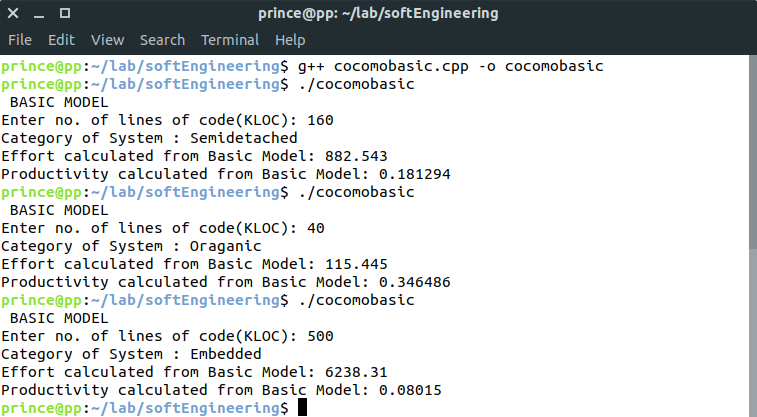 prince@pp: ~/lab/softEngineering
File Edit View Search Terminal Help
prince@pp:~/lab/softEngineering$ g++ cocomobasic.cpp -o cocomobasic
prince@pp:~/lab/softEngineering$ ./cocomobasic
BASIC MODEL
Enter no. of lines of code(KLOC): 160
Category of System : Semidetached
Effort calculated from Basic Model: 882.543
Productivity calculated from Basic Model: 0.181294
prince@pp:~/lab/softEngineering$ ./cocomobasic
BASIC MODEL
Enter no. of lines of code(KLOC): 40
Category of System : Oraganic
Effort calculated from Basic Model: 115.445
Productivity calculated from Basic Model: 0.346486
prince@pp:~/lab/softEngineering$ ./cocomobasic
BASIC MODEL
Enter no. of lines of code(KLOC): 500
Category of System : Embedded
Effort calculated from Basic Model: 6238.31
Productivity calculated from Basic Model: 0.08015
prince@pp:~/lab/softEngineering$